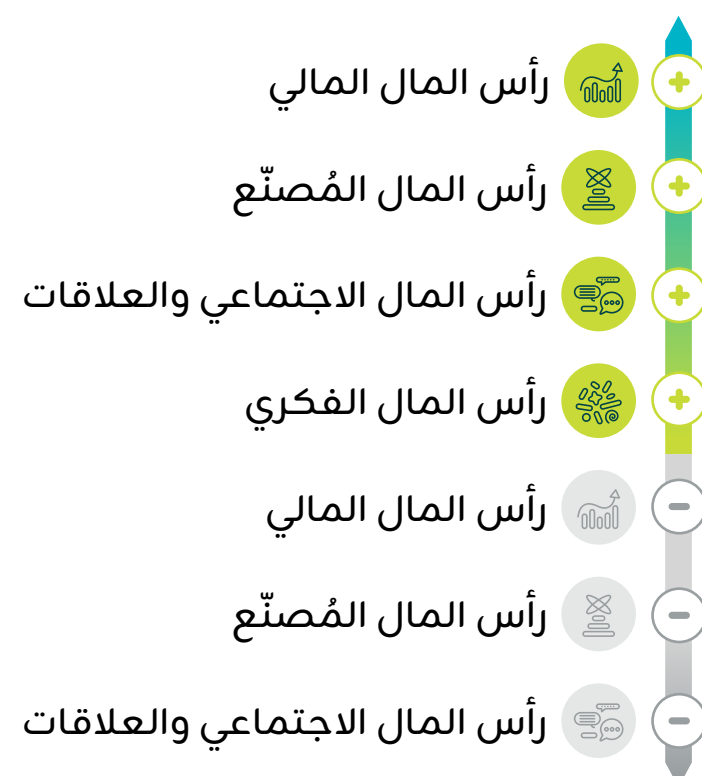 رأس المال المالي
رأس المال المُصنّع
رأس المال الاجتماعي والعلاقات
رأس المال الفكري
رأس المال المالي
رأس المال المُصنّع
رأس المال الاجتماعي والعلاقات